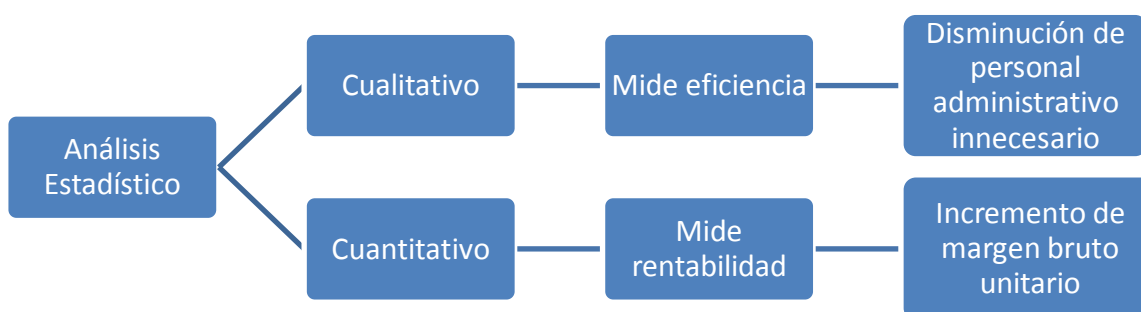 Análisis
Estadístico
Cualitativo
Mide eficiencia
Disminución de
personal
administrativo
innecesario
Cuantitativo
Mide
rentabilidad
Incremento de
margen bruto
unitario